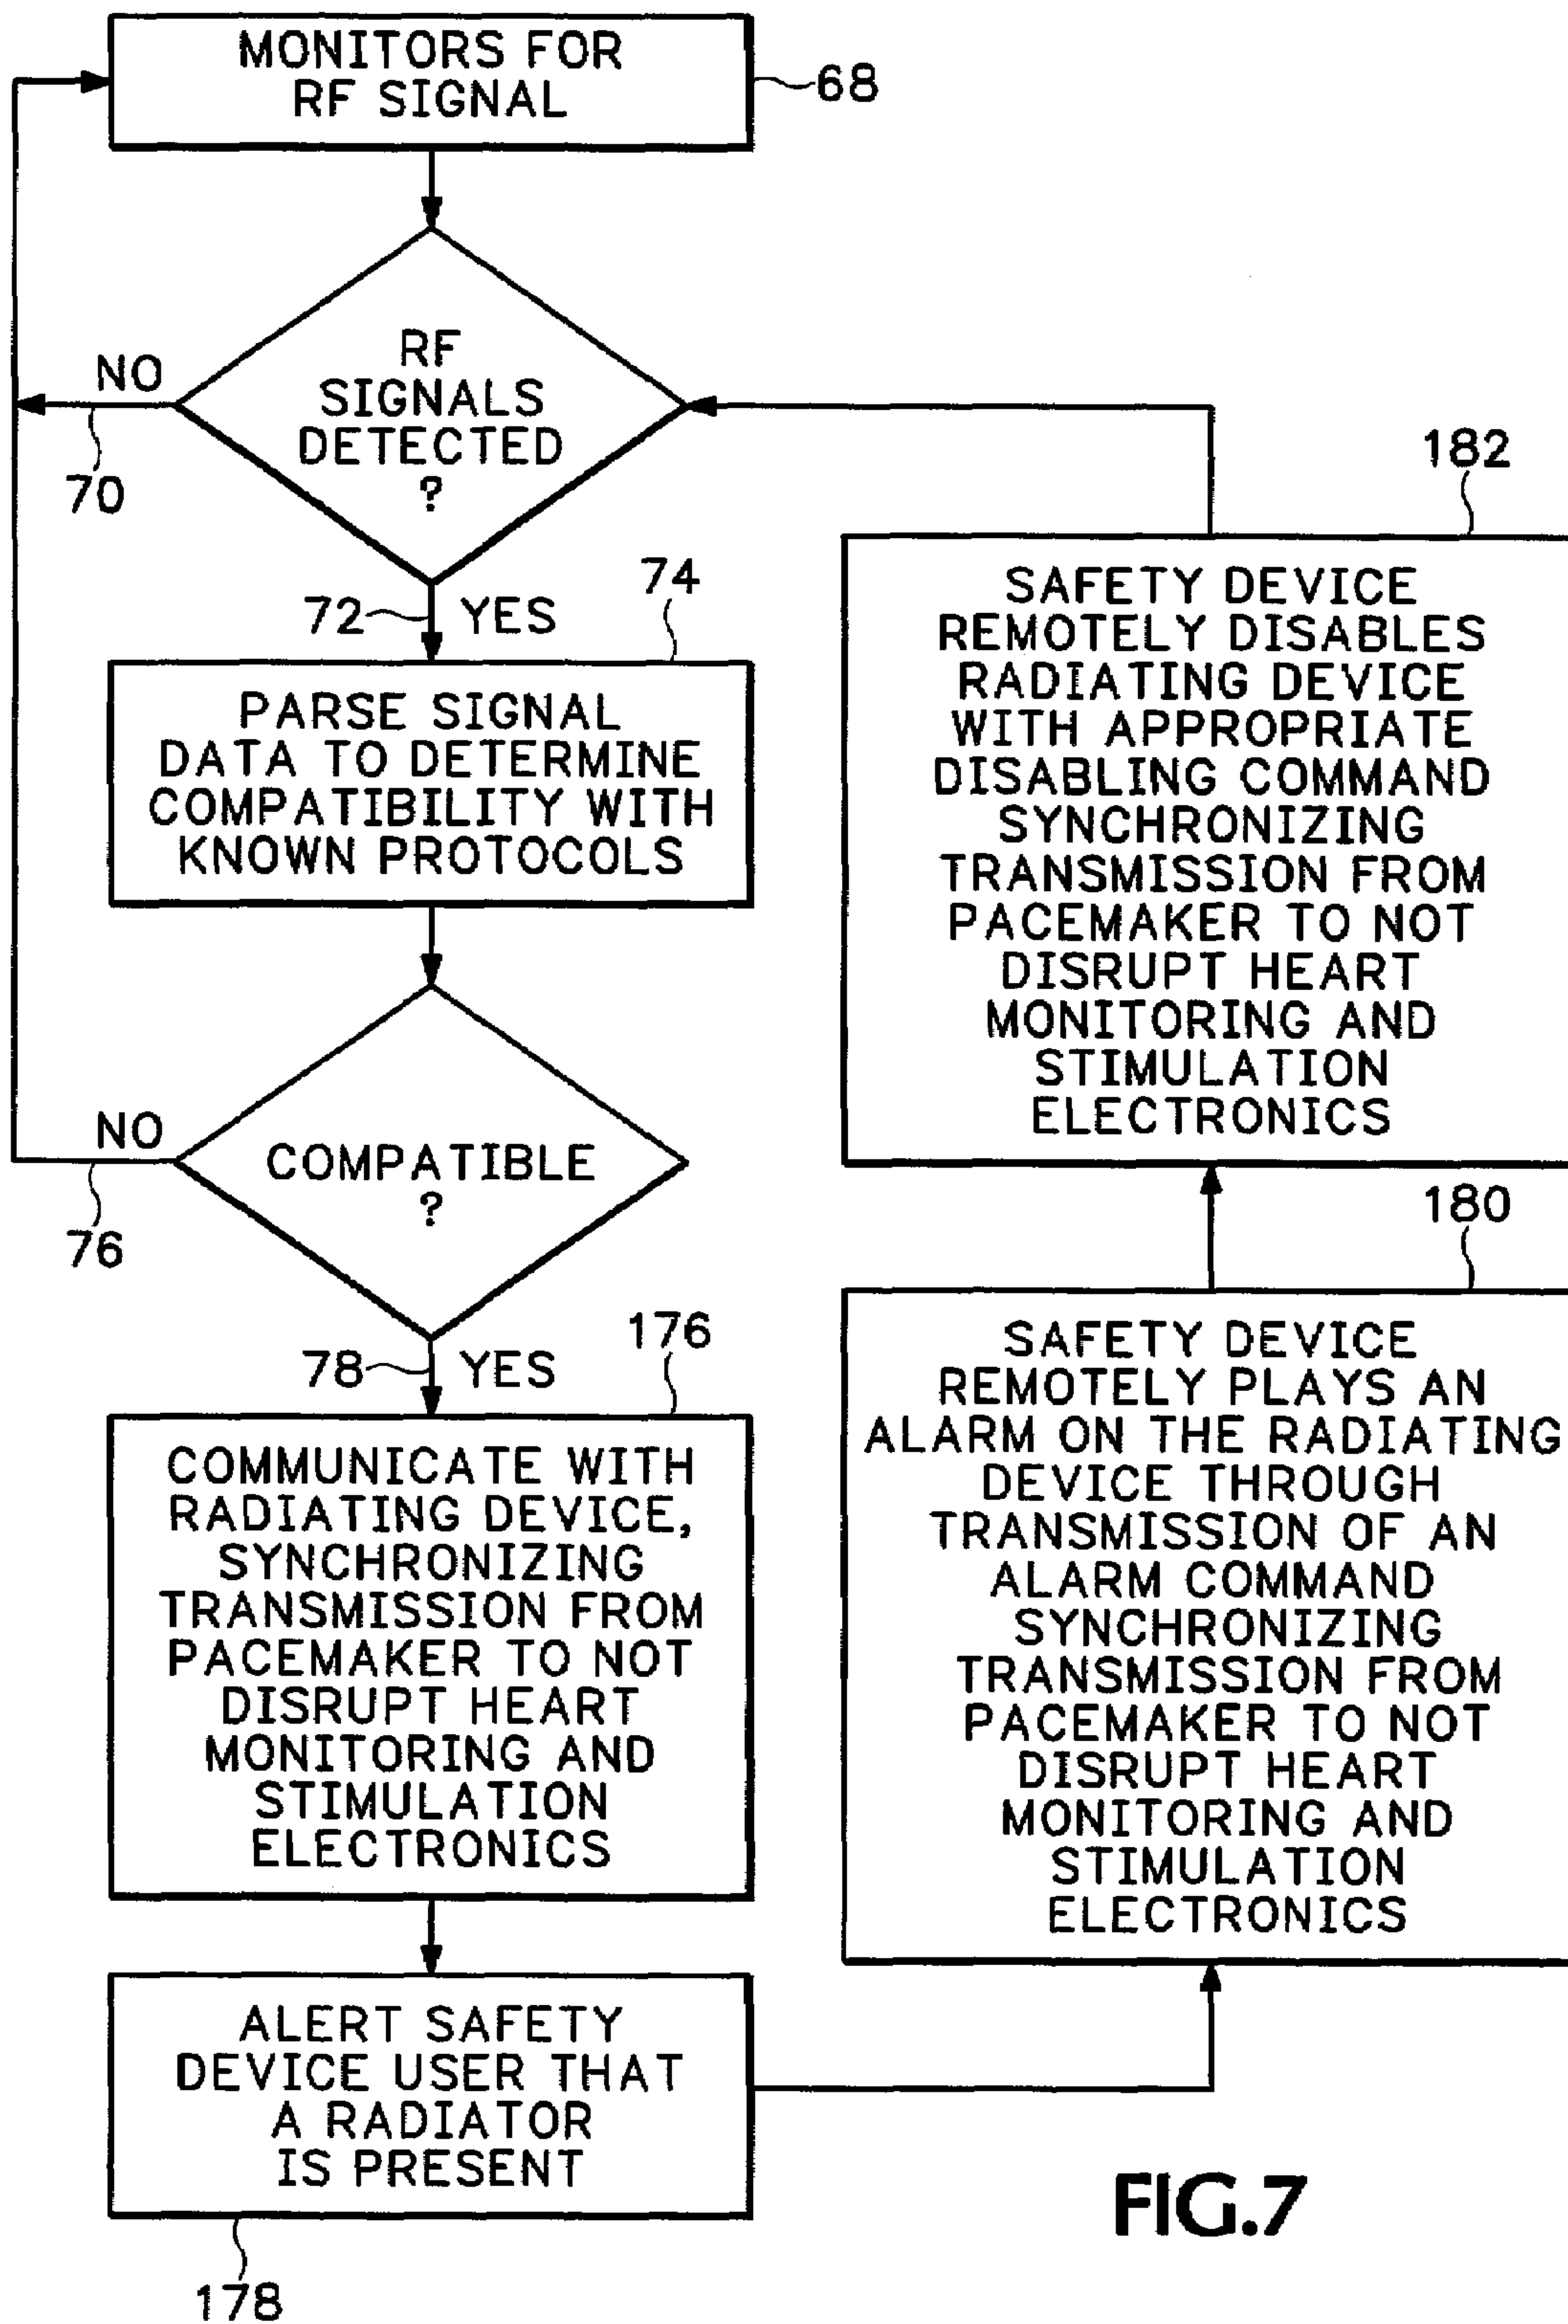 MONITORS FOR
RF SIGNAL
68
RF
SIGNALS
DETECTED
?
NO
70
72
YES
74
PARSE SIGNAL
DATA TO DETERMINE
COMPATIBILITY WITH
KNOWN PROTOCOLS
COMPATIBLE
?
NO
76
78
YES
176
COMMUNICATE WITH
RADIATING DEVICE,
SYNCHRONIZING
TRANSMISSION FROM
PACEMAKER TO NOT
DISRUPT HEART
MONITORING AND
STIMULATION
ELECTRONICS
ALERT SAFETY
DEVICE USER THAT
A RADIATOR
IS PRESENT
178
182
SAFETY DEVICE
REMOTELY DISABLES
RADIATING DEVICE
WITH APPROPRIATE
DISABLING COMMAND
SYNCHRONIZING
TRANSMISSION FROM
PACEMAKER TO NOT
DISRUPT HEART
MONITORING AND
STIMULATION
ELECTRONICS
180
SAFETY DEVICE
REMOTELY PLAYS AN
ALARM ON THE RADIATING
DEVICE THROUGH
TRANSMISSION OF AN
ALARM COMMAND
SYNCHRONIZING
TRANSMISSION FROM
PACEMAKER TO NOT
DISRUPT HEART
MONITORING AND
STIMULATION
ELECTRONICS
FIG.7